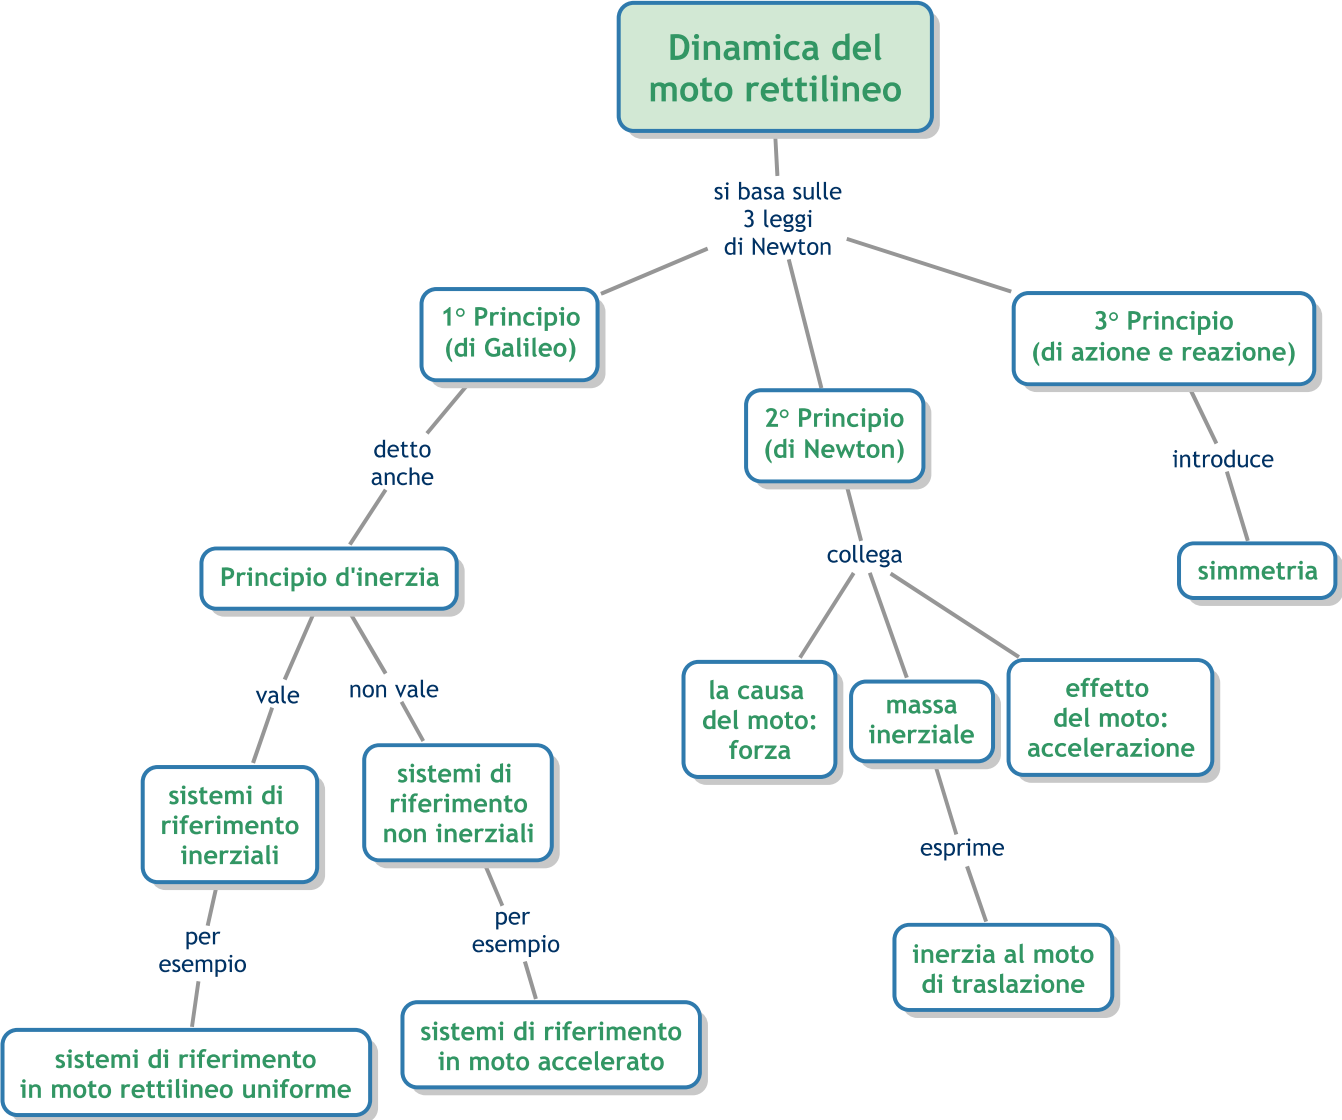 Dinamica del
moto rettilineo
si basa sulle
3 leggi
di Newton
1° Principio
(di Galileo)
3° Principio
(di azione e reazione)
2° Principio
(di Newton)
detto
anche
introduce
collega
Principio d'inerzia
simmetria
vale
non vale
la causa
del moto:
forza
massa
inerziale
effetto
del moto:
accelerazione
sistemi di
riferimento
inerziali
sistemi di
riferimento
non inerziali
esprime
per
esempio
per
esempio
inerzia al moto
di traslazione
sistemi di riferimento
in moto rettilineo uniforme
sistemi di riferimento
in moto accelerato